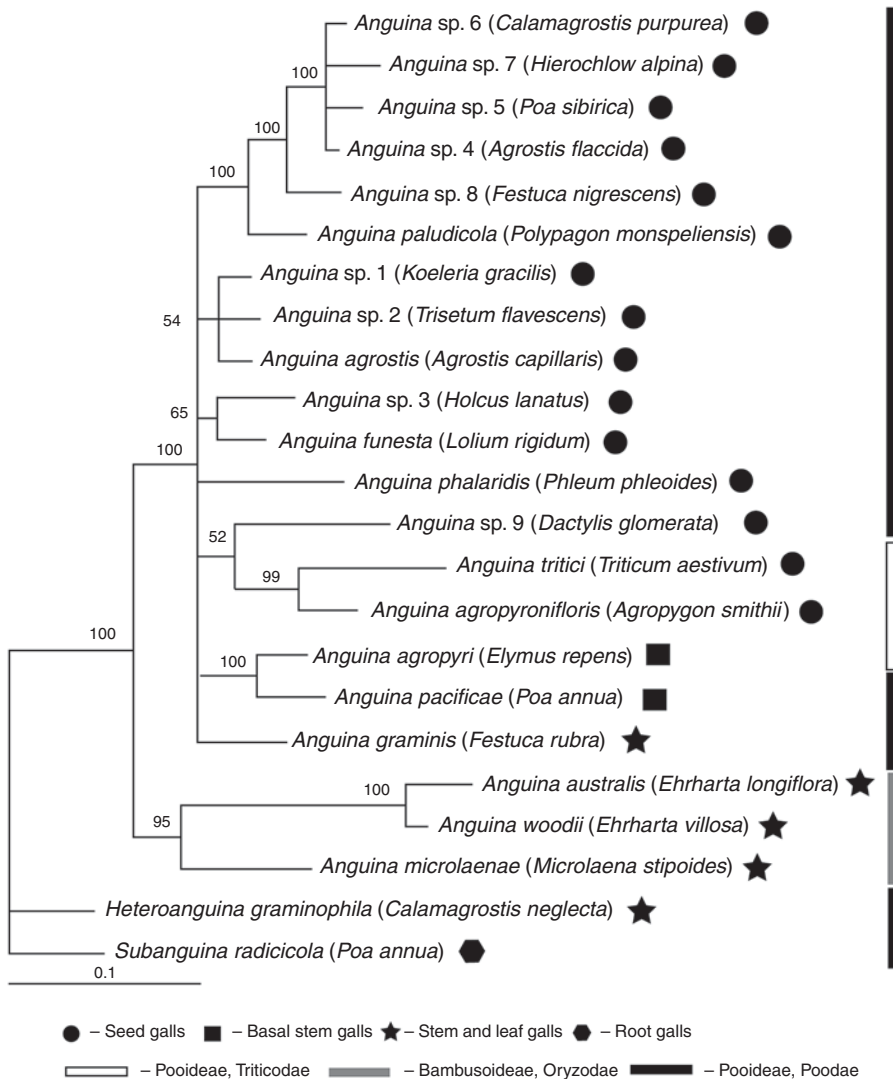 Anguina sp. 6 (Calamagrostis purpurea)
100
Anguina sp. 7 (Hierochlow alpina)
Anguina sp. 5 (Poa sibirica)
100
Anguina sp. 4 (Agrostis flaccida)
100
Anguina sp. 8 (Festuca nigrescens)
Anguina paludicola (Polypagon monspeliensis)
Anguina sp. 1 (Koeleria gracilis)
54
Anguina sp. 2 (Trisetum flavescens)
Anguina agrostis (Agrostis capillaris)
Anguina sp. 3 (Holcus lanatus)
65
Anguina funesta (Lolium rigidum)
100
Anguina phalaridis (Phleum phleoides)
Anguina sp. 9 (Dactylis glomerata)
52
Anguina tritici (Triticum aestivum)
99
Anguina agropyronifloris (Agropygon smithii)
100
Anguina agropyri (Elymus repens)
100
Anguina pacificae (Poa annua)
Anguina graminis (Festuca rubra)
Anguina australis (Ehrharta longiflora)
100
Anguina woodii (Ehrharta villosa)
95
Anguina microlaenae (Microlaena stipoides)
Heteroanguina graminophila (Calamagrostis neglecta)
Subanguina radicicola (Poa annua)
0.1
– Seed galls – Basal stem galls – Stem and leaf galls – Root galls
– Pooideae, Triticodae – Bambusoideae, Oryzodae – Pooideae, Poodae